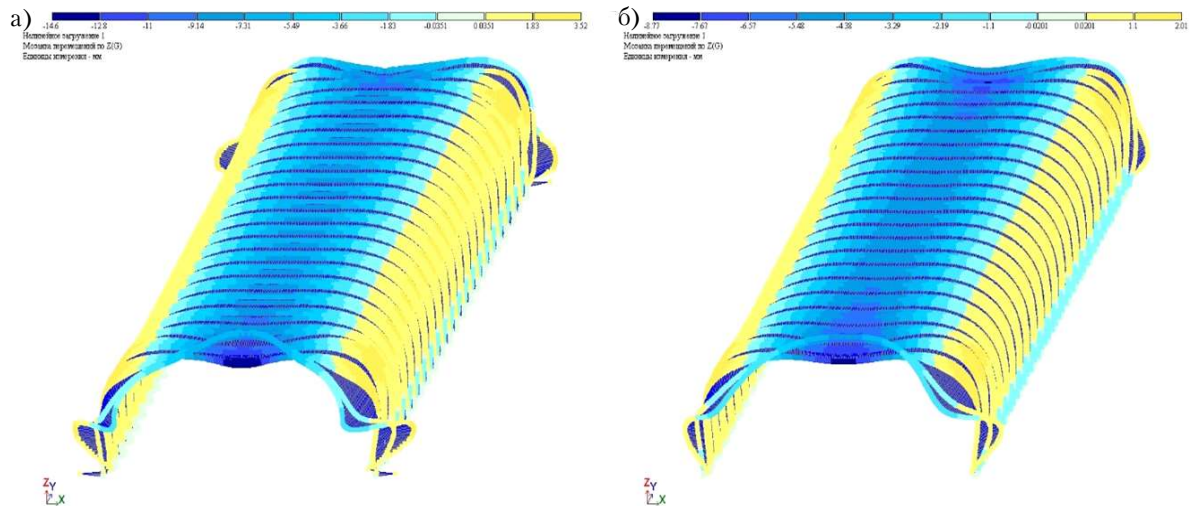 а)
-14.6 -12.8 -11 -9.14 -7.31 -5.49 -3.66 -1.83 -0.0351 0.0351 1.83 3.52
Нелинейное загружение 1
Мозаика перемещений по Z(G)
Единицы измерения - мм
Z
Y
X
б)
-8.73 -7.67 -6.57 -5.48 -4.38 -3.29 -2.19 -1.1 -0.0201 0.0201 1.1 2.01
Нелинейное загружение 1
Мозаика перемещений по Z(G)
Единицы измерения - мм
Z
Y
X